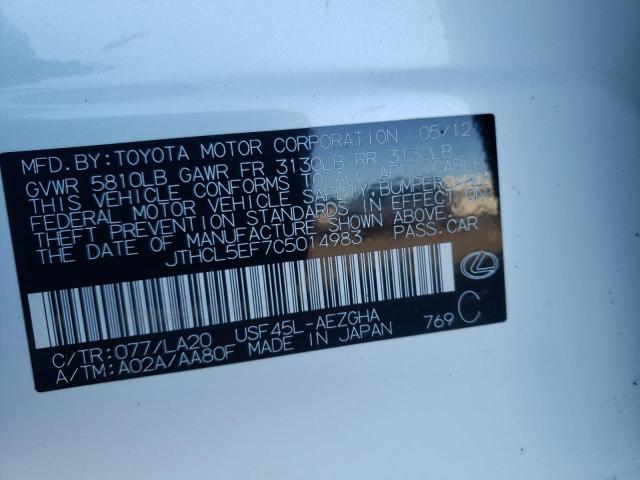 MFD. BY: TOYOTA MOTOR CORPORATION 05/12
GVWR 5810LB GAWR FR 3130LB RR 3130LB
THIS VEHICLE CONFORMS TO ALL APPLICABLE
FEDERAL MOTOR VEHICLE SAFETY, BUMPER, AND
THEFT PREVENTION STANDARDS IN EFFECT ON
THE DATE OF MANUFACTURE SHOWN ABOVE.
JTHCL5EF7C5014983 PASS.CAR
C/TR: 077/LA20 USF45L-AEZGHA 769 C
A/TM: A02A/AA80F MADE IN JAPAN